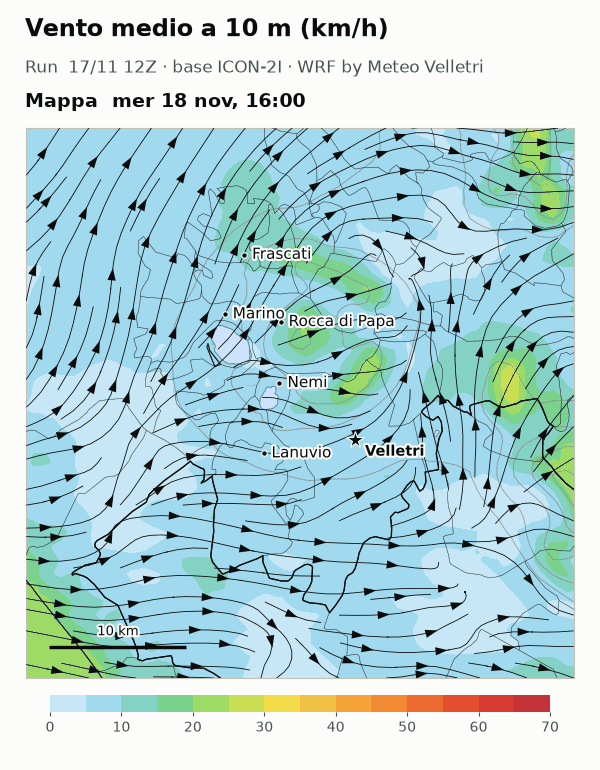 Vento medio a 10 m (km/h)
Run 17/11 12Z · base ICON-2I · WRF by Meteo Velletri
Mappa mer 18 nov, 16:00
Frascati
Marino
Rocca di Papa
Nemi
Velletri
Lanuvio
10 km
0 10 20 30 40 50 60 70